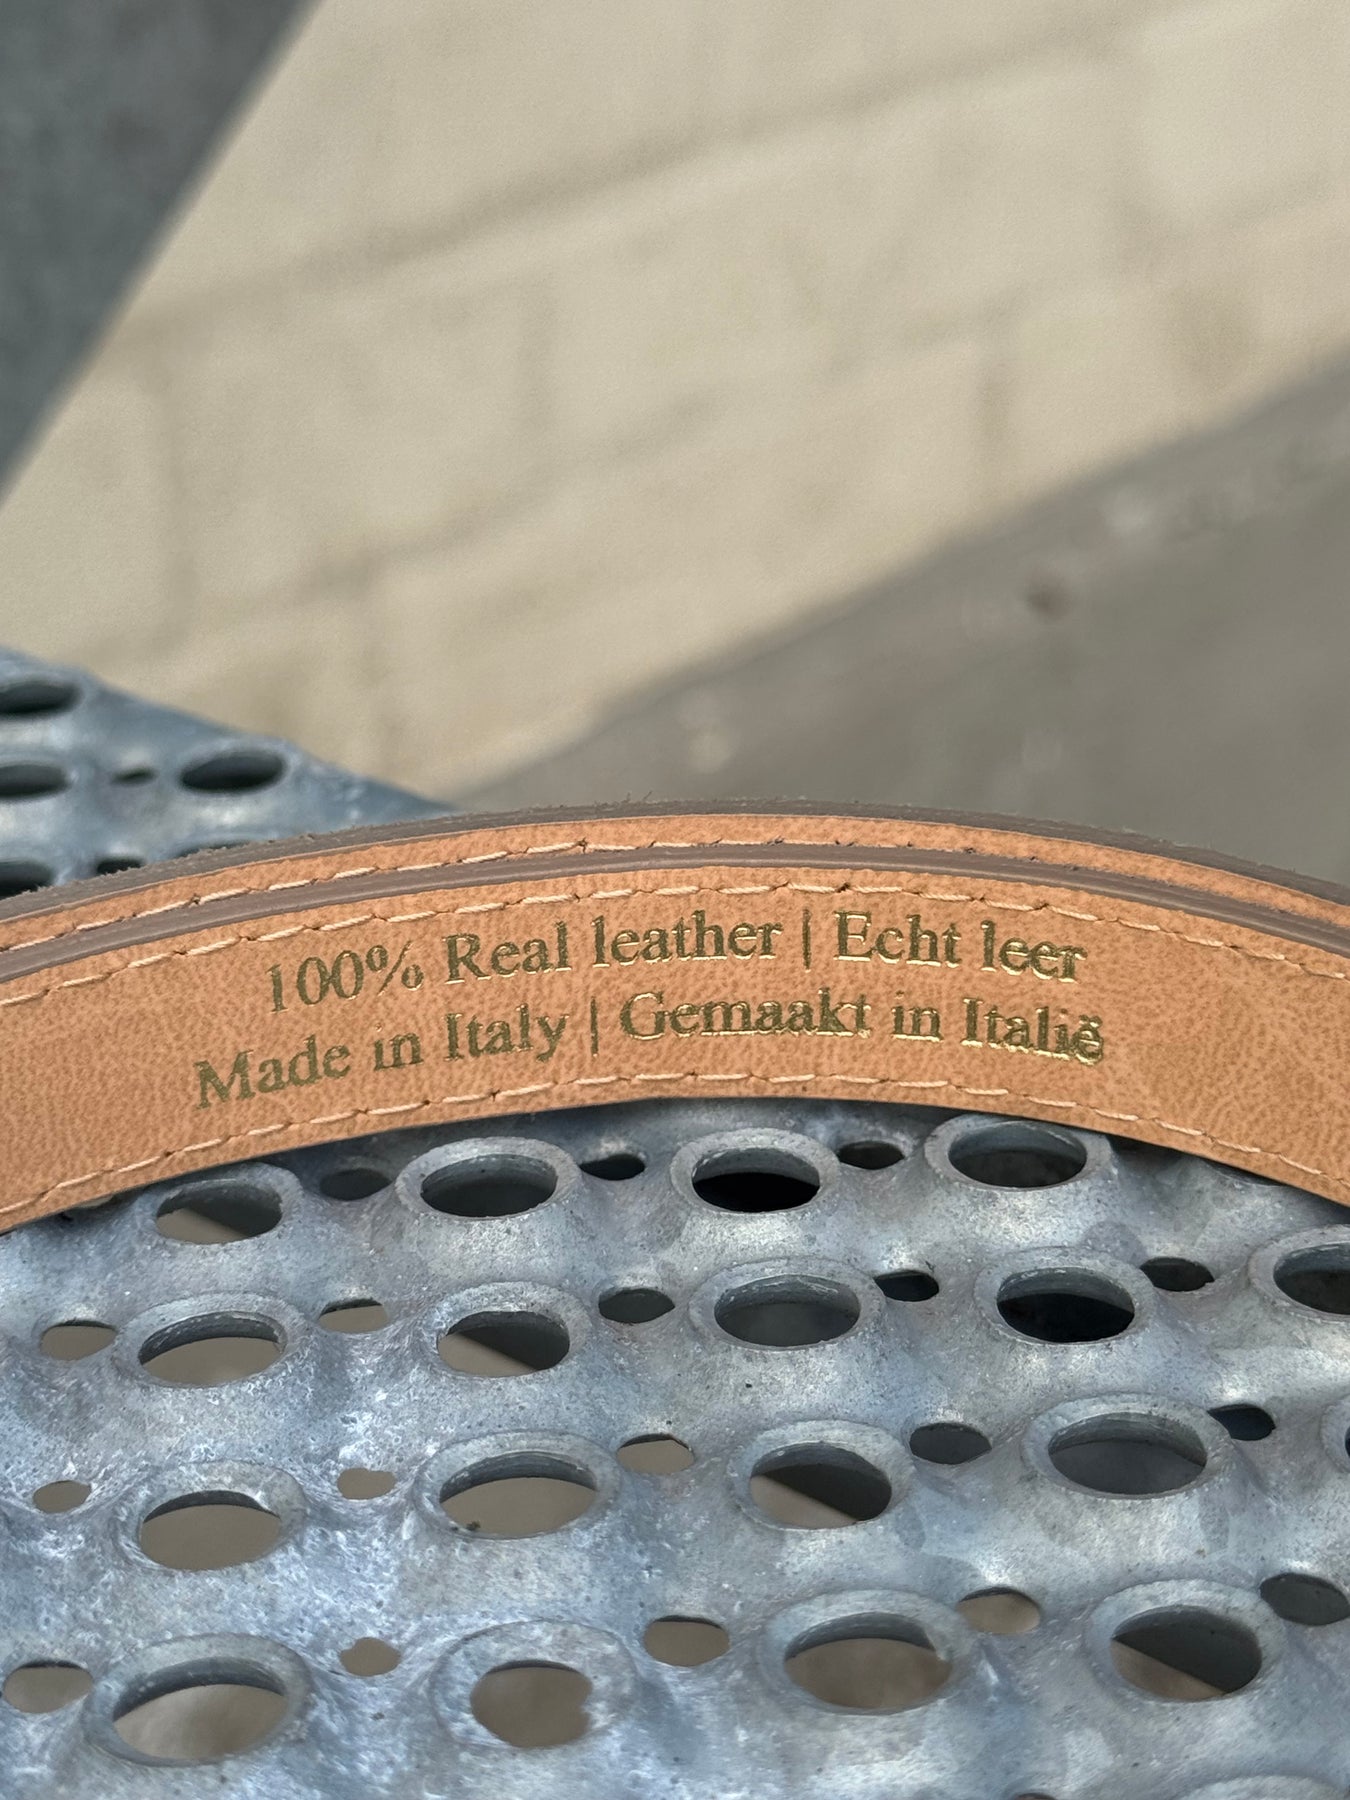 100% Real leather | Echt leer
Made in Italy | Gemaakt in Italië